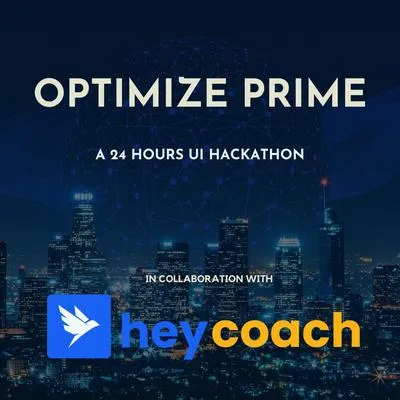 OPTIMIZE PRIME
A 24 HOURS UI HACKATHON
IN COLLABORATION WITH
heycoach